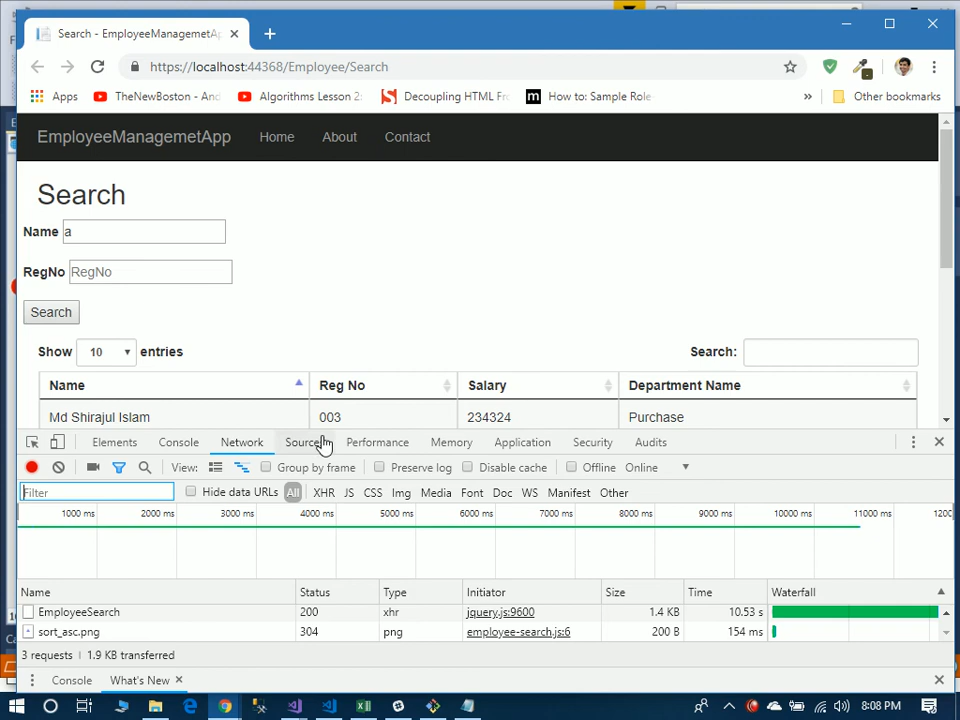 Search - EmployeeManagemetAp
https://localhost:44368/Employee/Search
Apps TheNewBoston - And Algorithms Lesson 2: Decoupling HTML Fr How to: Sample Role » Other bookmarks
EmployeeManagemetApp Home About Contact
Search
Name a
RegNo RegNo
Search
Show 10 entries Search:
Name Reg No Salary Department Name
Md Shirajul Islam 003 234324 Purchase
Elements Console Network Sources Performance Memory Application Security Audits
View: Group by frame Preserve log Disable cache Offline Online
Filter Hide data URLs All XHR JS CSS Img Media Font Doc WS Manifest Other
1000 ms 2000 ms 3000 ms 4000 ms 5000 ms 6000 ms 7000 ms 8000 ms 9000 ms 10000 ms 11000 ms 1200
Name Status Type Initiator Size Time Waterfall
EmployeeSearch 200 xhr jquery.js:9600 1.4 KB 10.53 s
sort_asc.png 304 png employee-search.js:6 200 B 154 ms
3 requests | 1.9 KB transferred
Console What's New
8:08 PM